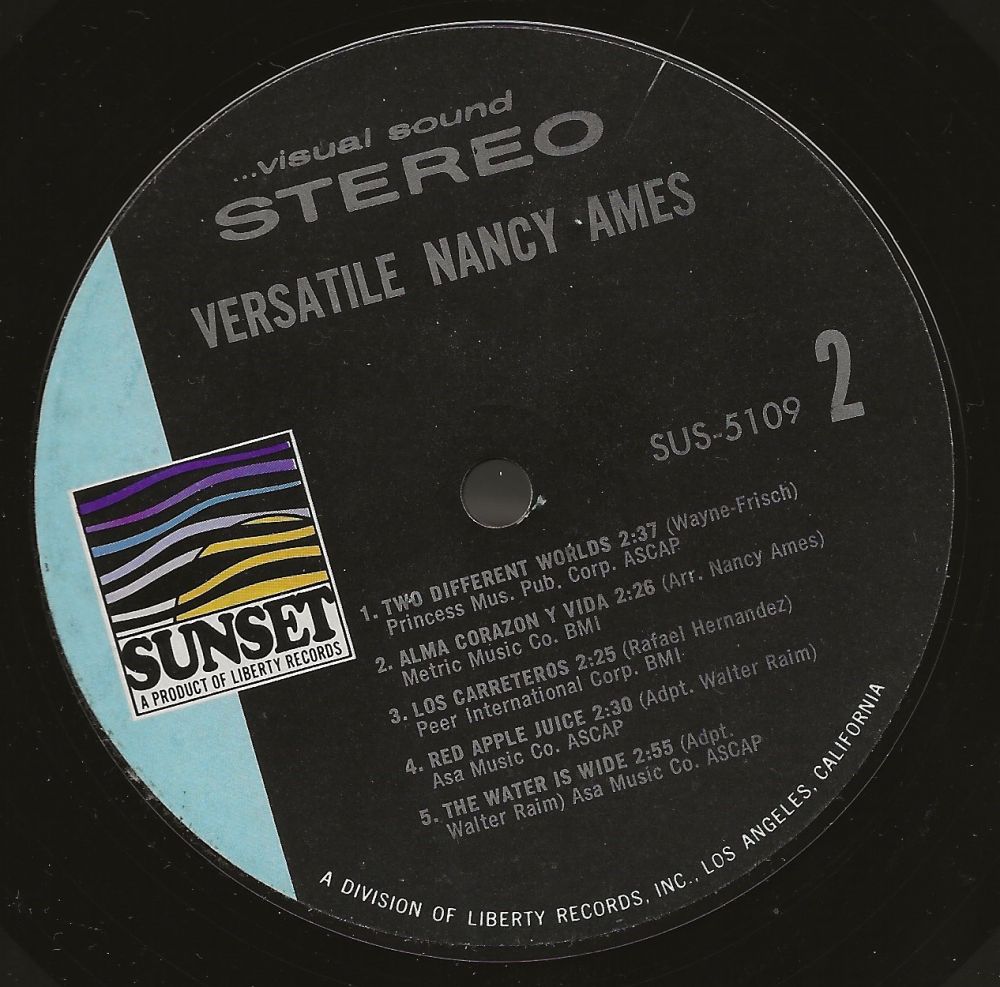 ...visual sound
STEREO
VERSATILE NANCY AMES
2
SUS-5109
1. TWO DIFFERENT WORLDS 2:37 (Wayne-Frisch)
Princess Mus. Pub. Corp. ASCAP
2. ALMA CORAZON Y VIDA 2:26 (Arr. Nancy Ames)
Metric Music Co. BMI
3. LOS CARRETEROS 2:25 (Rafael Hernandez)
Peer International Corp. BMI
4. RED APPLE JUICE 2:30 (Adpt. Walter Raim)
Asa Music Co. ASCAP
5. THE WATER IS WIDE 2:55 (Adpt.
Walter Raim) Asa Music Co. ASCAP
SUNSET
A PRODUCT OF LIBERTY RECORDS
A DIVISION OF LIBERTY RECORDS, INC., LOS ANGELES, CALIFORNIA